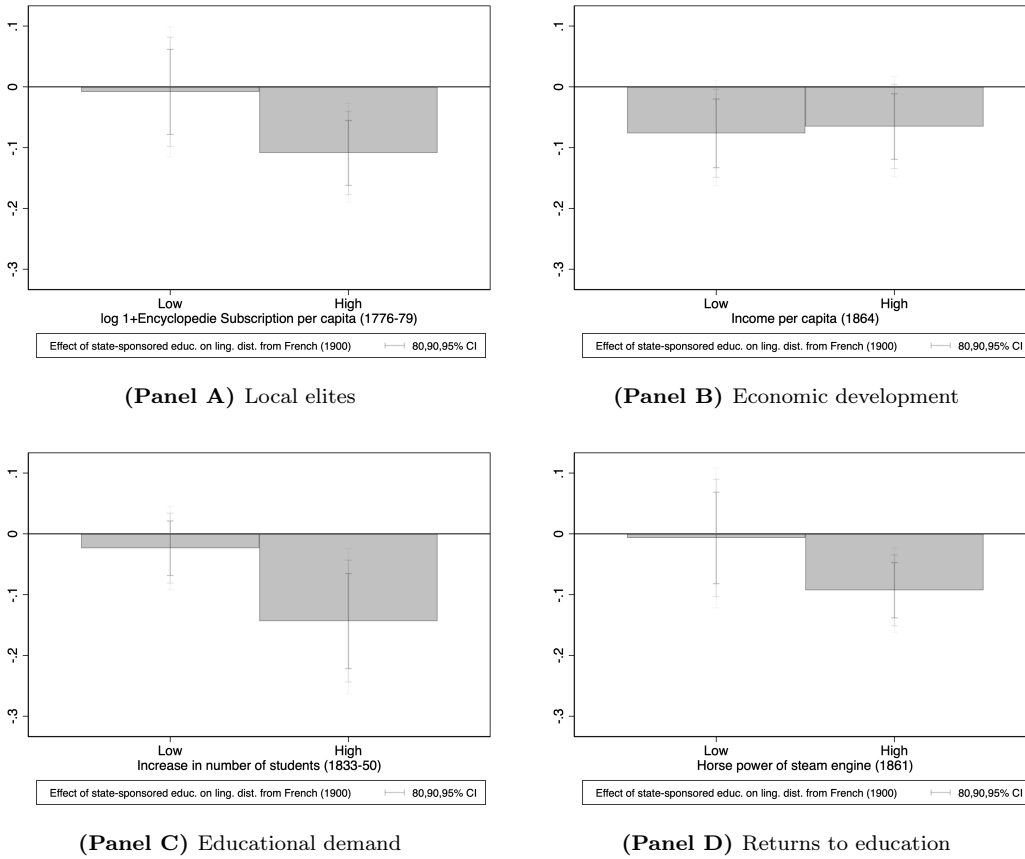 .1
0
-.1
-.2
-.3
Low High
log 1+Encyclopedie Subscription per capita (1776-79)
Effect of state-sponsored educ. on ling. dist. from French (1900) 80,90,95% CI
(Panel A) Local elites
.1
0
-.1
-.2
-.3
Low High
Income per capita (1864)
Effect of state-sponsored educ. on ling. dist. from French (1900) 80,90,95% CI
(Panel B) Economic development
.1
0
-.1
-.2
-.3
Low High
Increase in number of students (1833-50)
Effect of state-sponsored educ. on ling. dist. from French (1900) 80,90,95% CI
(Panel C) Educational demand
.1
0
-.1
-.2
-.3
Low High
Horse power of steam engine (1861)
Effect of state-sponsored educ. on ling. dist. from French (1900) 80,90,95% CI
(Panel D) Returns to education